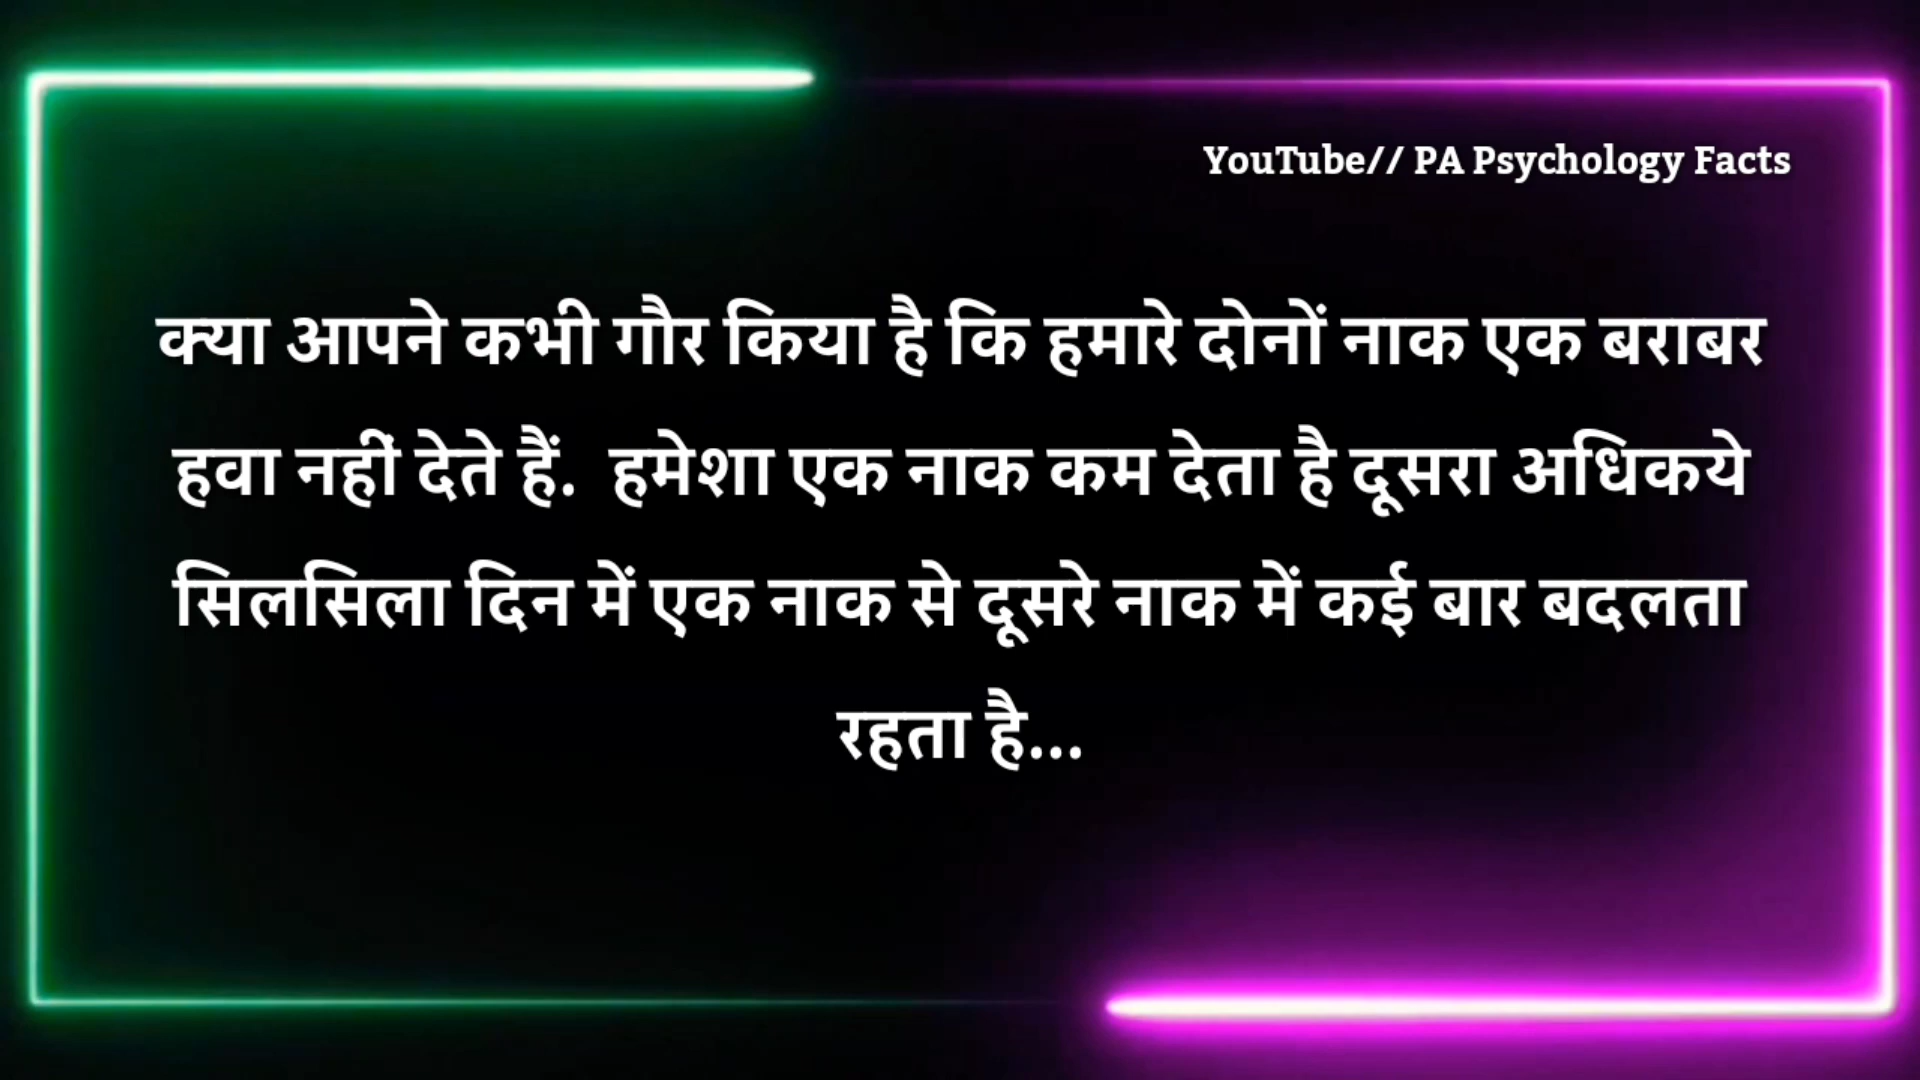 YouTube// PA Psychology Facts
क्या आपने कभी गौर किया है कि हमारे दोनों नाक एक बराबर
हवा नहीं देते हैं.  हमेशा एक नाक कम देता है दूसरा अधिकये
सिलसिला दिन में एक नाक से दूसरे नाक में कई बार बदलता
रहता है...